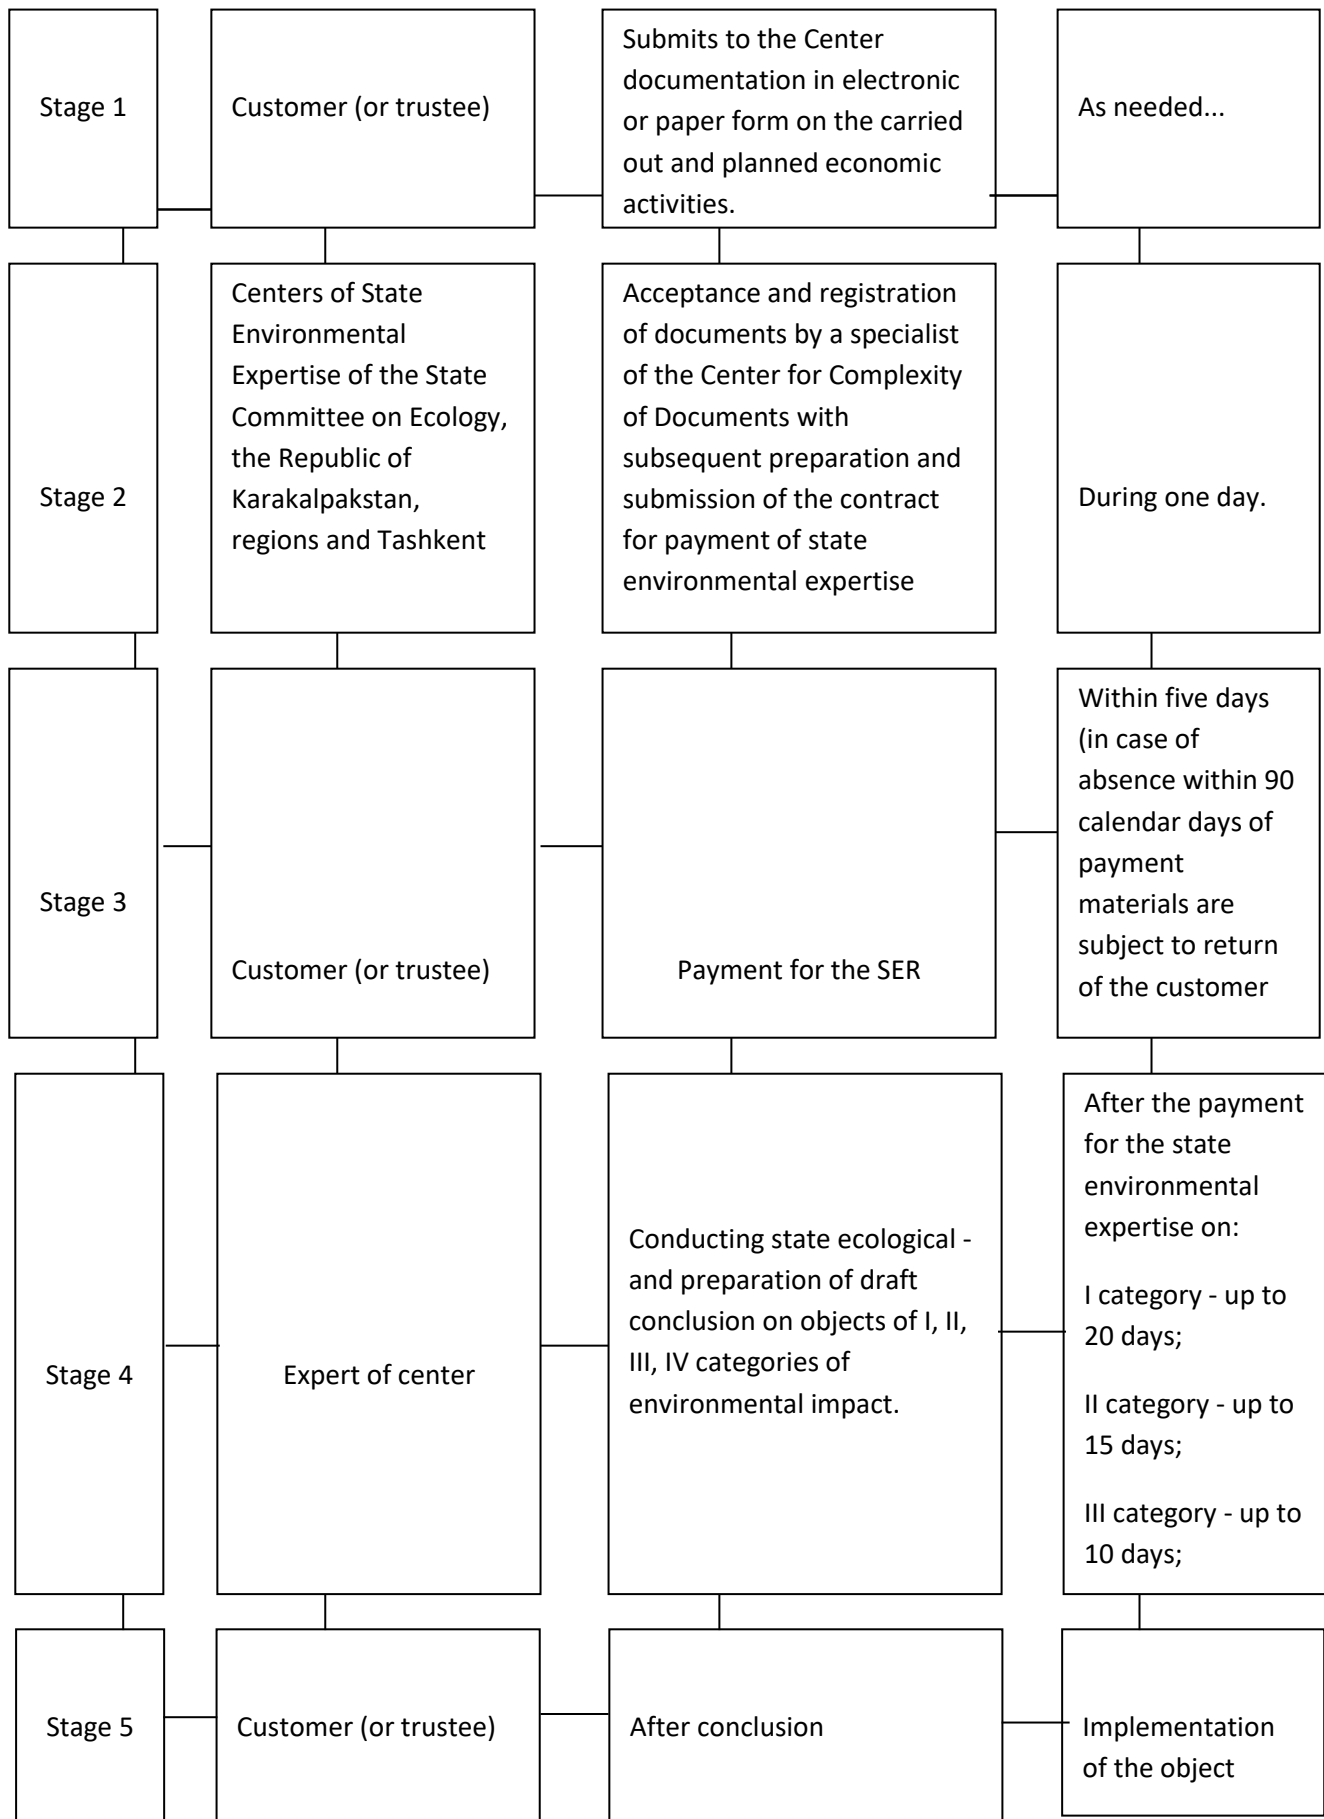 Stage 1
Customer (or trustee)
Submits to the Center
documentation in electronic
or paper form on the carried
out and planned economic
activities.
As needed...
Stage 2
Centers of State
Environmental
Expertise of the State
Committee on Ecology,
the Republic of
Karakalpakstan,
regions and Tashkent
Acceptance and registration
of documents by a specialist
of the Center for Complexity
of Documents with
subsequent preparation and
submission of the contract
for payment of state
environmental expertise
During one day.
Stage 3
Customer (or trustee)
Payment for the SER
Within five days
(in case of
absence within 90
calendar days of
payment
materials are
subject to return
of the customer
Stage 4
Expert of center
Conducting state ecological -
and preparation of draft
conclusion on objects of I, II,
III, IV categories of
environmental impact.
After the payment
for the state
environmental
expertise on:
I category - up to
20 days;
II category - up to
15 days;
III category - up to
10 days;
Stage 5
Customer (or trustee)
After conclusion
Implementation
of the object